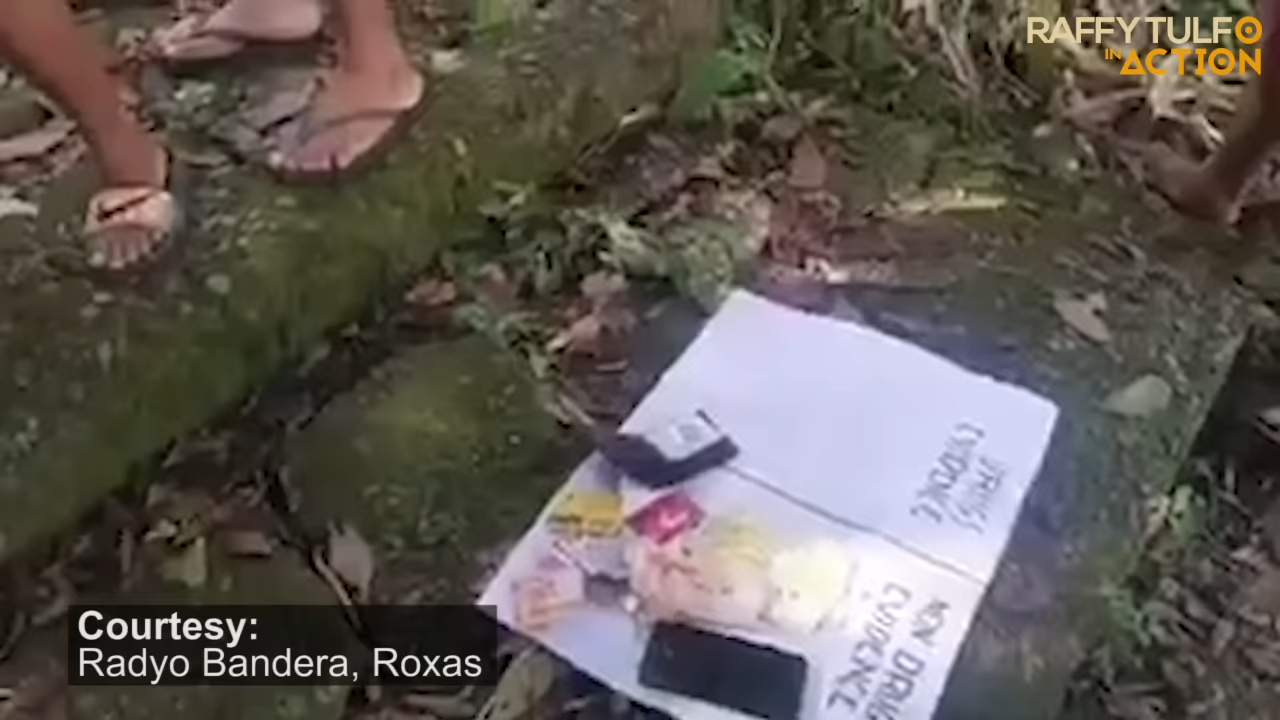 RAFFY TULFO
IN ACTION
DRUGS
EVIDENCE
NON DRUG
EVIDENCE
Courtesy:
Radyo Bandera, Roxas